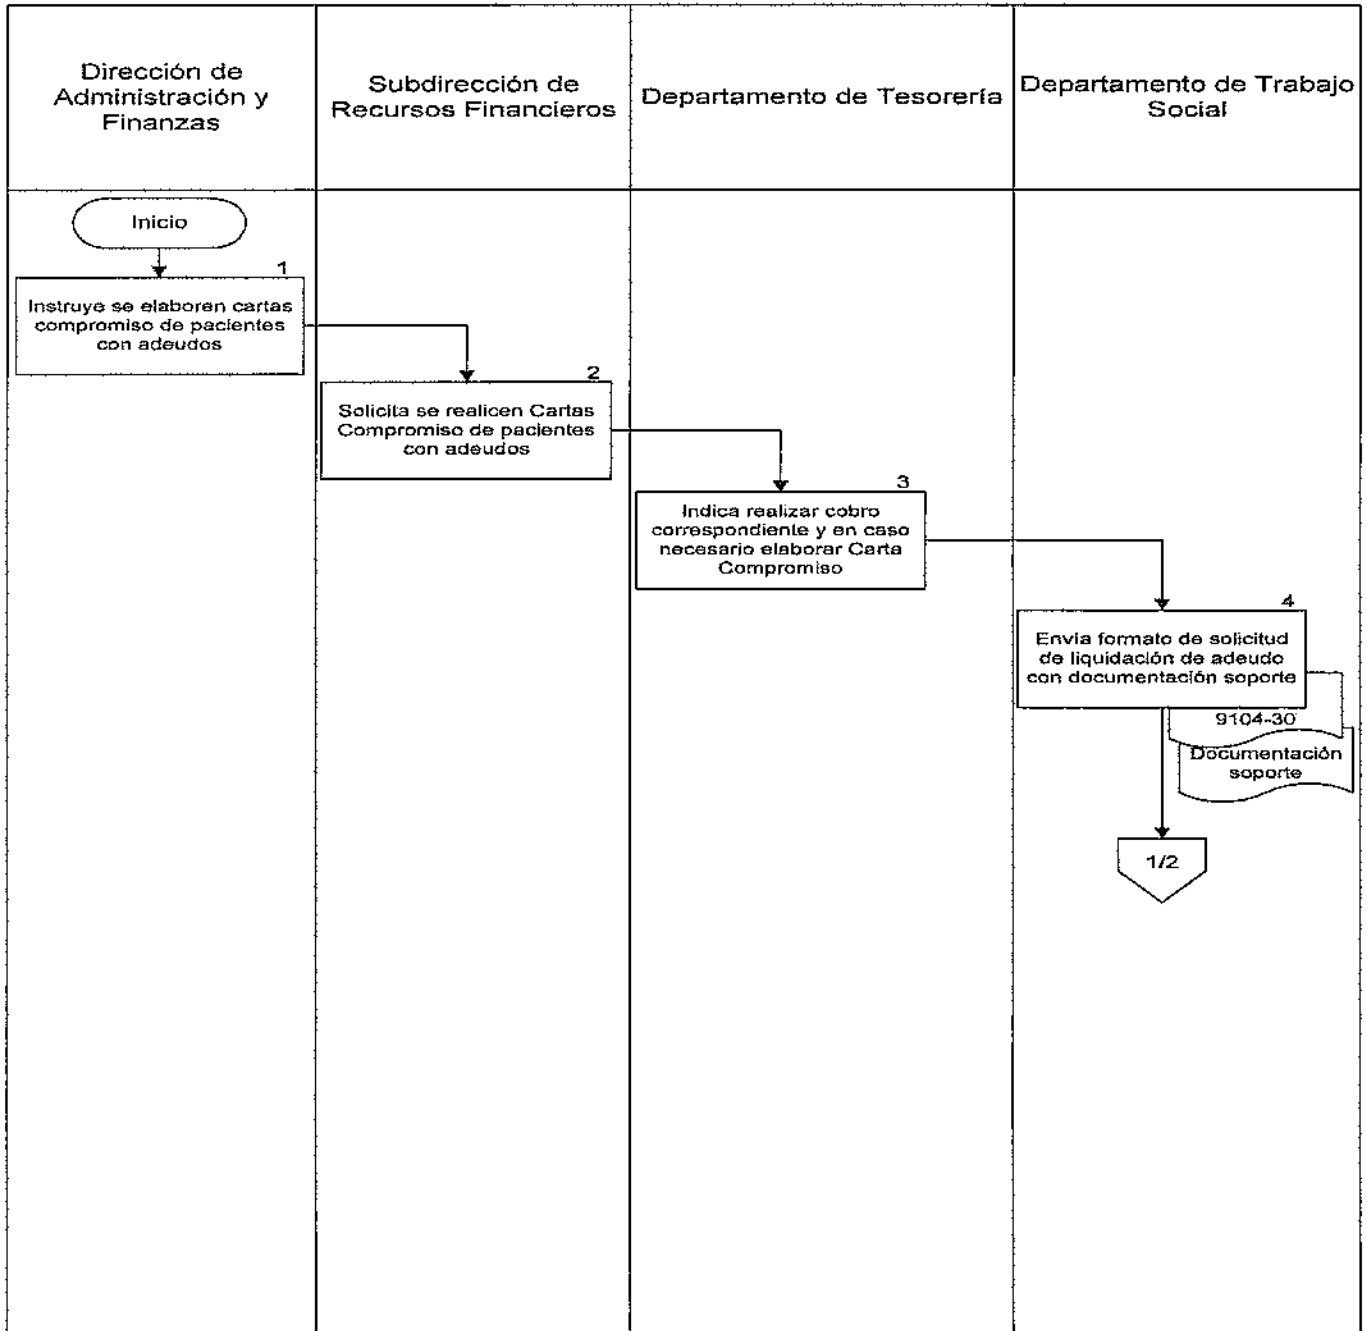 Dirección de
Administración y
Finanzas
Subdirección de
Recursos Financieros
Departamento de Tesorería
Departamento de Trabajo
Social
Inicio
1
Instruye se elaboren cartas
compromiso de pacientes
con adeudos
2
Solicita se realicen Cartas
Compromiso de pacientes
con adeudos
3
Indica realizar cobro
correspondiente y en caso
necesario elaborar Carta
Compromiso
4
Envía formato de solicitud
de liquidación de adeudo
con documentación soporte
9104-30
Documentación
soporte
1/2